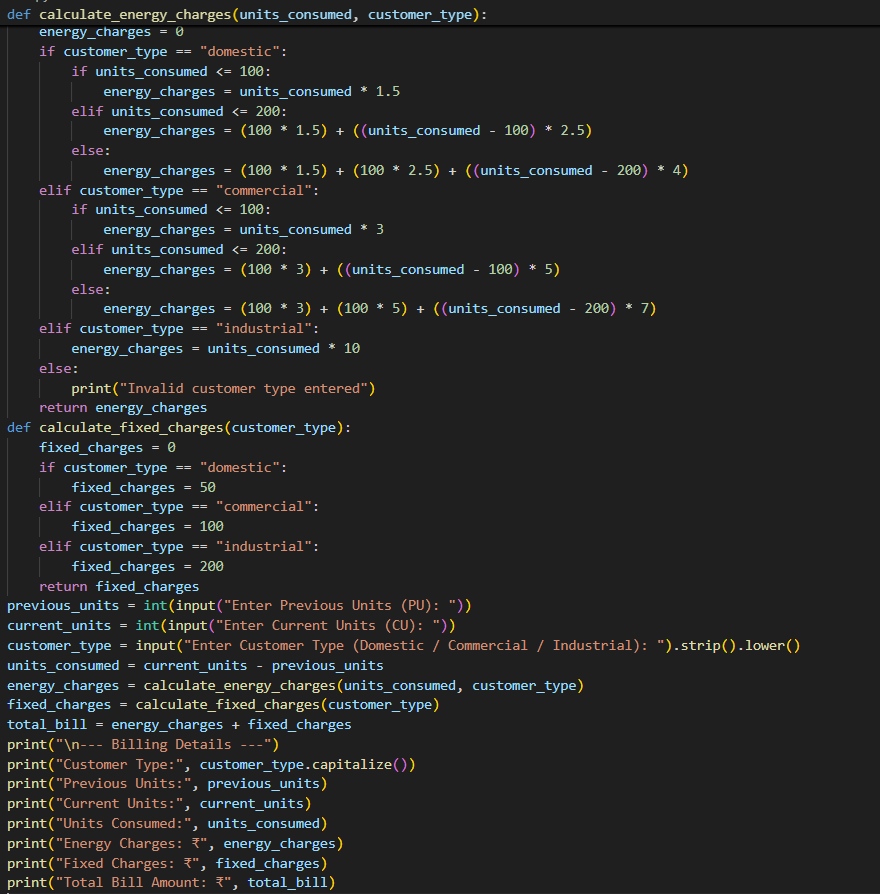 def calculate_energy_charges(units_consumed, customer_type):
    energy_charges = 0
    if customer_type == "domestic":
        if units_consumed <= 100:
            energy_charges = units_consumed * 1.5
        elif units_consumed <= 200:
            energy_charges = (100 * 1.5) + ((units_consumed - 100) * 2.5)
        else:
            energy_charges = (100 * 1.5) + (100 * 2.5) + ((units_consumed - 200) * 4)
    elif customer_type == "commercial":
        if units_consumed <= 100:
            energy_charges = units_consumed * 3
        elif units_consumed <= 200:
            energy_charges = (100 * 3) + ((units_consumed - 100) * 5)
        else:
            energy_charges = (100 * 3) + (100 * 5) + ((units_consumed - 200) * 7)
    elif customer_type == "industrial":
        energy_charges = units_consumed * 10
    else:
        print("Invalid customer type entered")
    return energy_charges
def calculate_fixed_charges(customer_type):
    fixed_charges = 0
    if customer_type == "domestic":
        fixed_charges = 50
    elif customer_type == "commercial":
        fixed_charges = 100
    elif customer_type == "industrial":
        fixed_charges = 200
    return fixed_charges
previous_units = int(input("Enter Previous Units (PU): "))
current_units = int(input("Enter Current Units (CU): "))
customer_type = input("Enter Customer Type (Domestic / Commercial / Industrial): ").strip().lower()
units_consumed = current_units - previous_units
energy_charges = calculate_energy_charges(units_consumed, customer_type)
fixed_charges = calculate_fixed_charges(customer_type)
total_bill = energy_charges + fixed_charges
print("\n--- Billing Details ---")
print("Customer Type:", customer_type.capitalize())
print("Previous Units:", previous_units)
print("Current Units:", current_units)
print("Units Consumed:", units_consumed)
print("Energy Charges: ₹", energy_charges)
print("Fixed Charges: ₹", fixed_charges)
print("Total Bill Amount: ₹", total_bill)